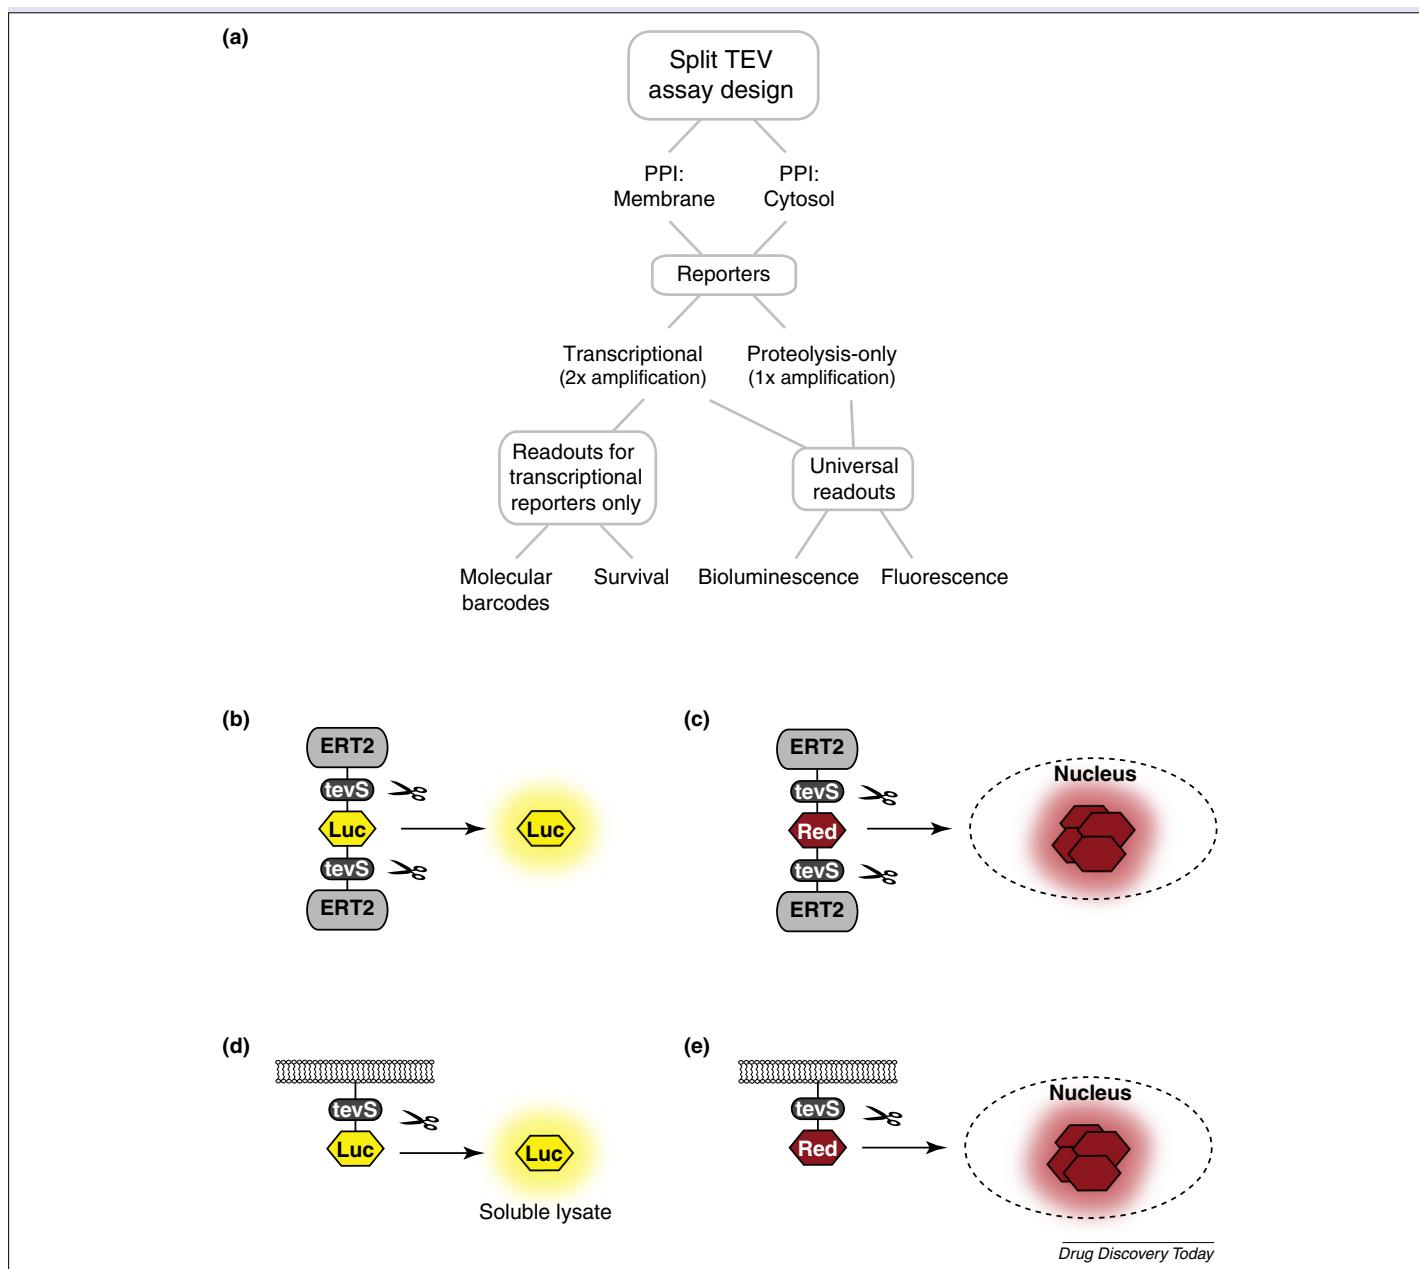 (a)
Split TEV
assay design
PPI:
Membrane
PPI:
Cytosol
Reporters
Transcriptional
(2x amplification)
Proteolysis-only
(1x amplification)
Readouts for
transcriptional
reporters only
Universal
readouts
Molecular
barcodes
Survival
Bioluminescence
Fluorescence
(b)
ERT2
tevS
Luc
tevS
ERT2
Luc
(c)
ERT2
tevS
Red
tevS
ERT2
Nucleus
(d)
tevS
Luc
Luc
Soluble lysate
(e)
tevS
Red
Nucleus
Drug Discovery Today